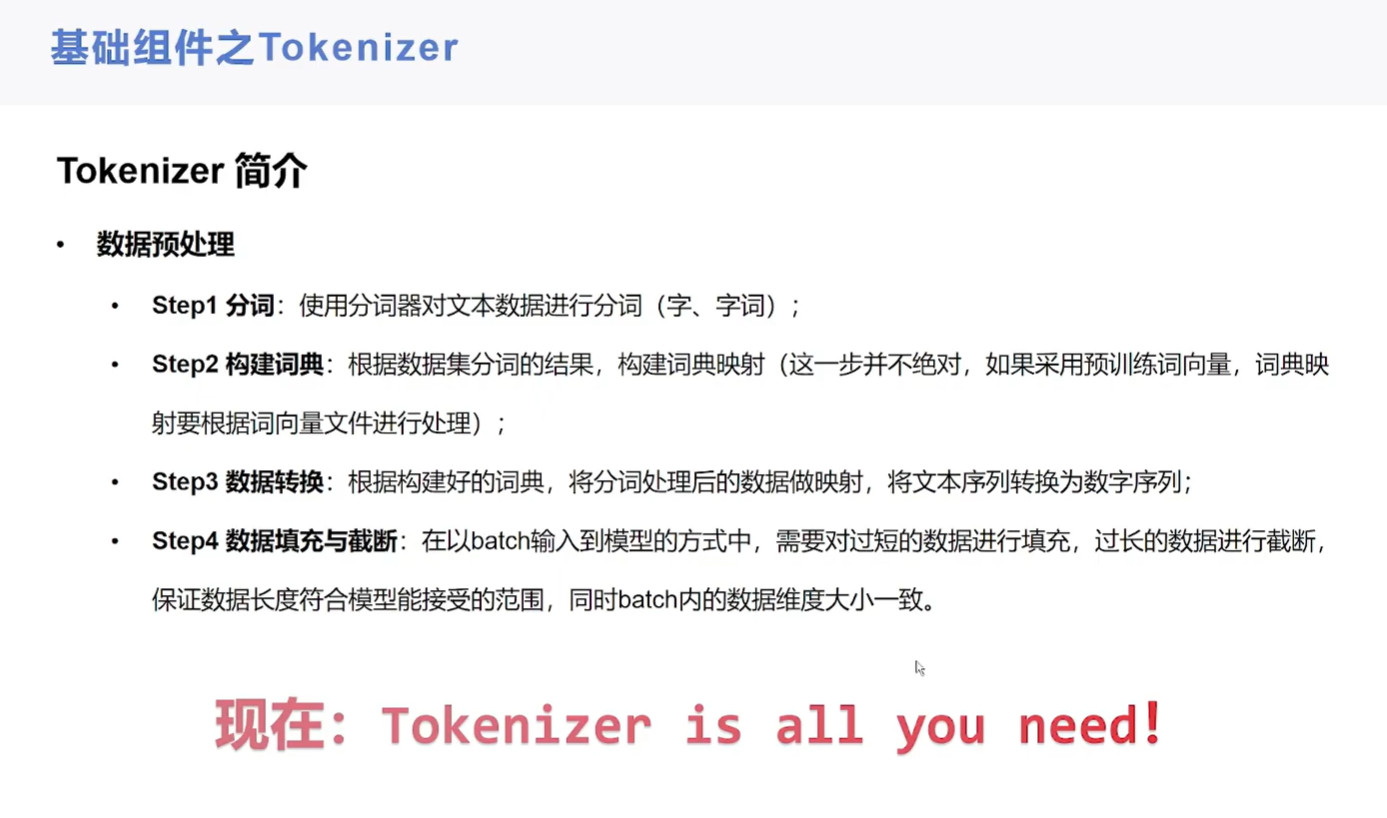 基础组件之Tokenizer
Tokenizer 简介
• 数据预处理
• Step1 分词：使用分词器对文本数据进行分词（字、字词）；
• Step2 构建词典：根据数据集分词的结果，构建词典映射（这一步并不绝对，如果采用预训练词向量，词典映
射要根据词向量文件进行处理）；
• Step3 数据转换：根据构建好的词典，将分词处理后的数据做映射，将文本序列转换为数字序列；
• Step4 数据填充与截断：在以batch输入到模型的方式中，需要对过短的数据进行填充，过长的数据进行截断，
保证数据长度符合模型能接受的范围，同时batch内的数据维度大小一致。
现在：Tokenizer is all you need!